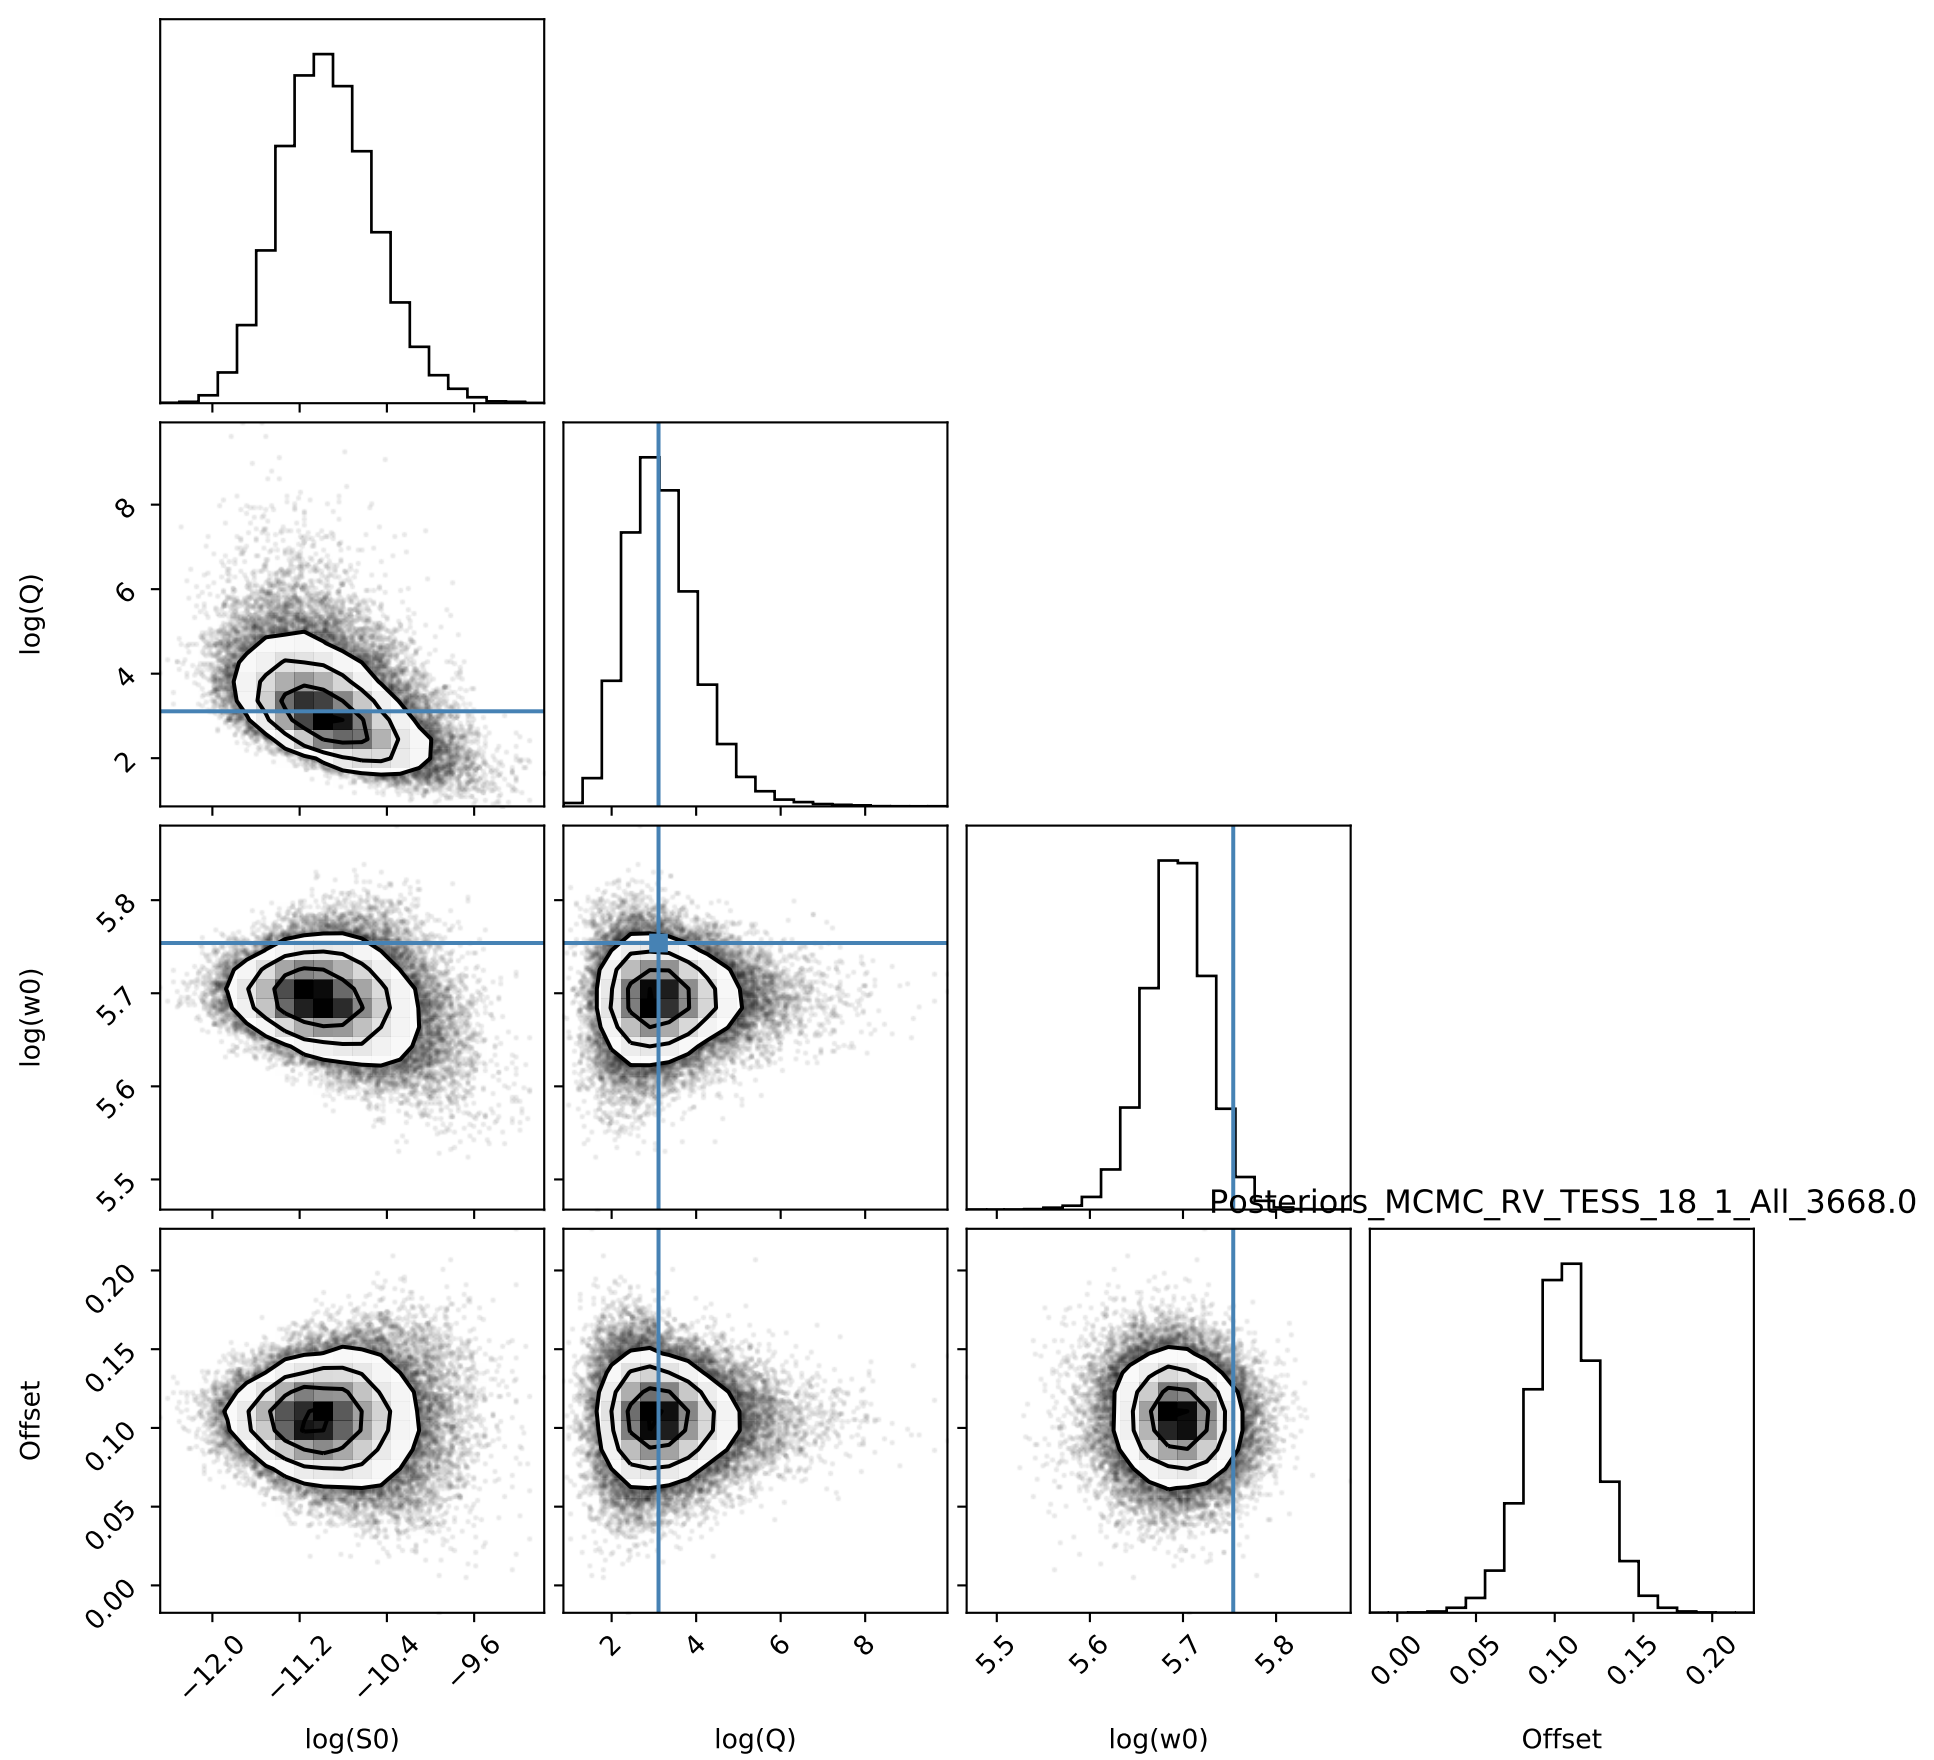 log(Q)
8
6
4
2
log(w0)
5.8
5.7
5.6
5.5
Posteriors_MCMC_RV_TESS_18_1_All_3668.0
Offset
0.20
0.15
0.10
0.05
0.00
−12.0 −11.2 −10.4 −9.6
2 4 6 8
5.5 5.6 5.7 5.8
0.00 0.05 0.10 0.15 0.20
log(S0) log(Q) log(w0) Offset